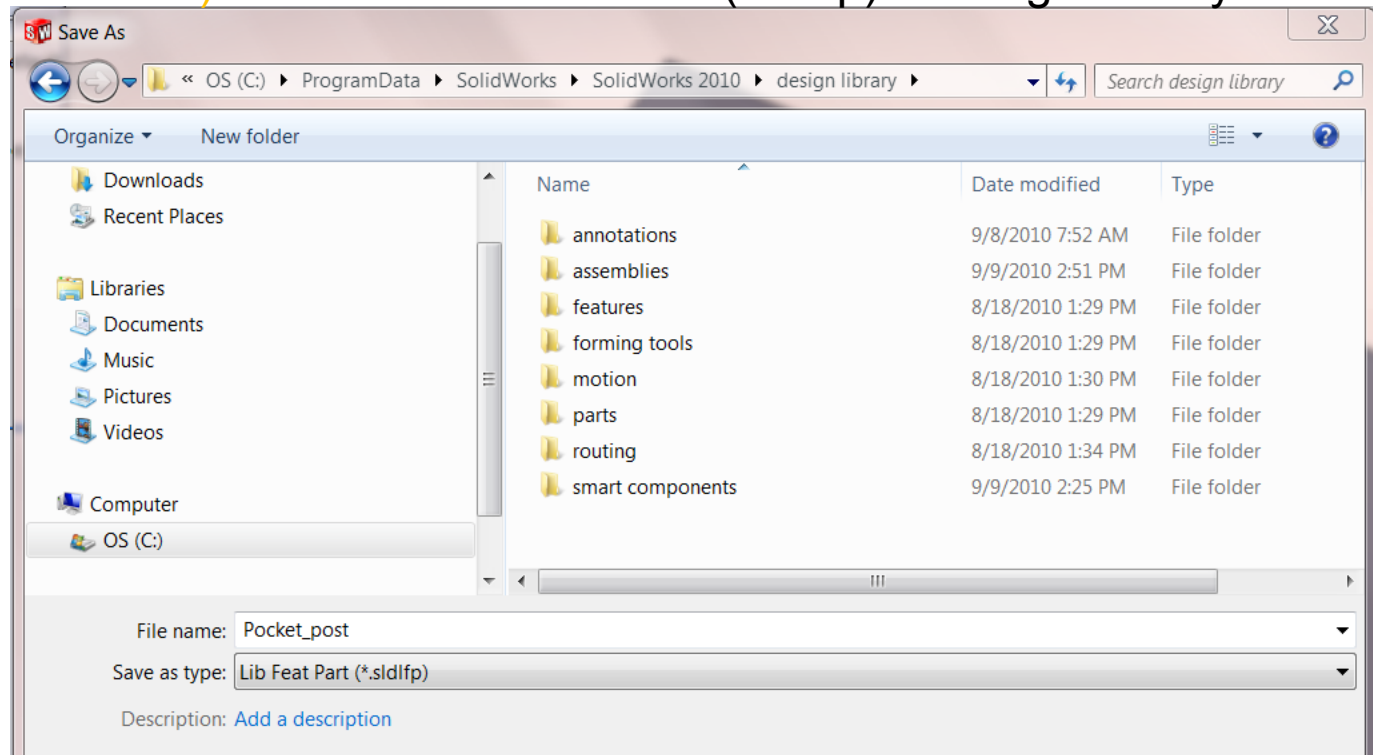 Save As
« OS (C:) ▸ ProgramData ▸ SolidWorks ▸ SolidWorks 2010 ▸ design library ▸ Search design library
Organize New folder
Downloads
Recent Places
Libraries
Documents
Music
Pictures
Videos
Computer
OS (C:)
Name Date modified Type
annotations 9/8/2010 7:52 AM File folder
assemblies 9/9/2010 2:51 PM File folder
features 8/18/2010 1:29 PM File folder
forming tools 8/18/2010 1:29 PM File folder
motion 8/18/2010 1:30 PM File folder
parts 8/18/2010 1:29 PM File folder
routing 8/18/2010 1:34 PM File folder
smart components 9/9/2010 2:25 PM File folder
File name: Pocket_post
Save as type: Lib Feat Part (*.sldlfp)
Description: Add a description